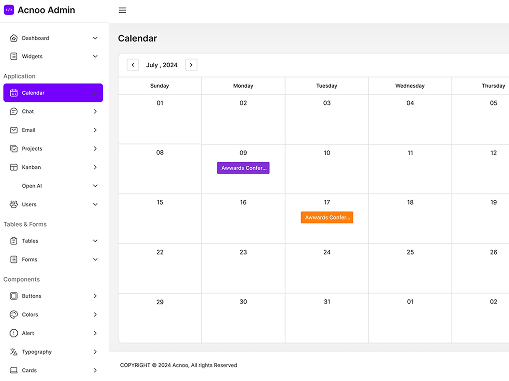 Acnoo Admin
Dashboard
Widgets
Application
Calendar
Chat
Email
Projects
Kanban
Open AI
Users
Tables & Forms
Tables
Forms
Components
Buttons
Colors
Alert
Typography
Cards
Calendar
July , 2024
Sunday Monday Tuesday Wednesday Thursday
01 02 03 04 05
08 09 10 11 12
Awwards Confer...
15 16 17 18 19
Awwards Confer...
22 23 24 25 26
29 30 31 01 02
COPYRIGHT © 2024 Acnoo, All rights Reserved